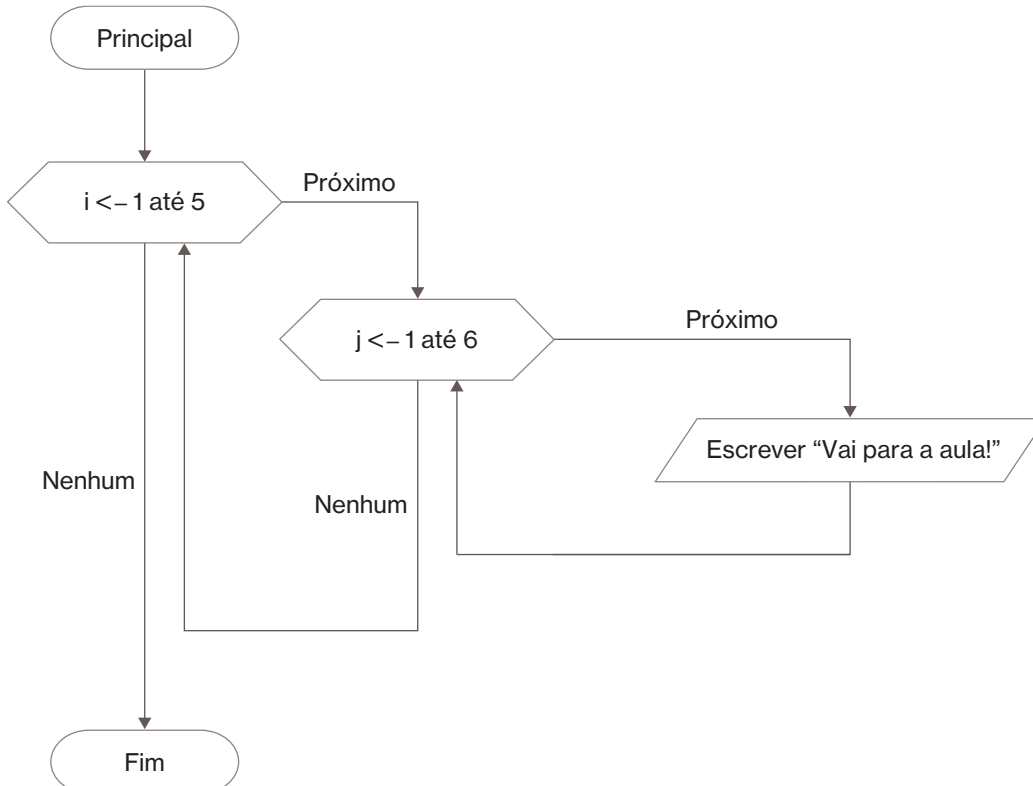 Principal
i <– 1 até 5
Próximo
j <– 1 até 6
Próximo
Escrever “Vai para a aula!”
Nenhum
Nenhum
Fim